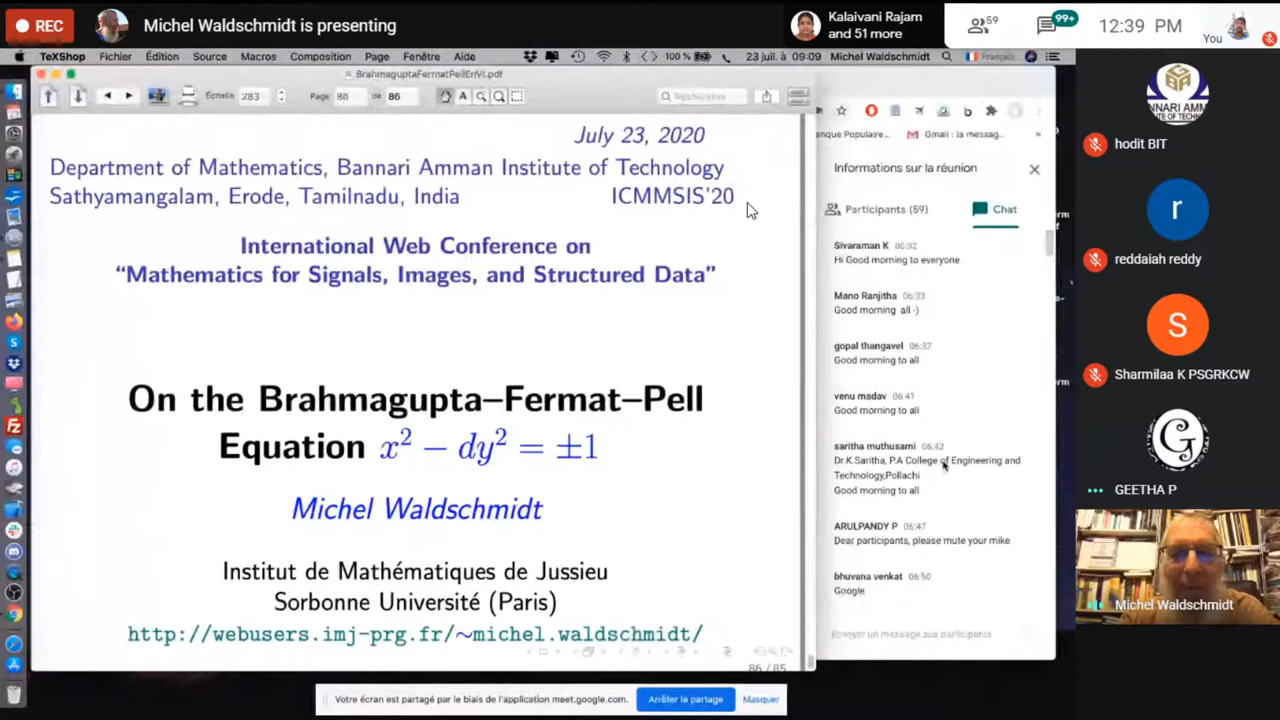 REC
Michel Waldschmidt is presenting
Kalaivani Rajam
and 51 more
59
99+
12:39 PM
You
TeXShop Fichier Édition Source Macros Composition Page Fenêtre Aide
100 %
23 juil. à 09:09 Michel Waldschmidt
Français
BrahmaguptaFermatPellEnVI.pdf
Échelle 283
Page 86 de 86
Rechercher
July 23, 2020
Department of Mathematics, Bannari Amman Institute of Technology
Sathyamangalam, Erode, Tamilnadu, India ICMMSIS'20
International Web Conference on
“Mathematics for Signals, Images, and Structured Data”
On the Brahmagupta–Fermat–Pell
Equation x² − dy² = ±1
Michel Waldschmidt
Institut de Mathématiques de Jussieu
Sorbonne Université (Paris)
http://webusers.imj-prg.fr/~michel.waldschmidt/
86/85
anque Populaire...
Gmail : la messag...
Informations sur la réunion
Participants (59)
Chat
Sivaraman K 06:32
Hi Good morning to everyone
Mano Ranjitha 06:33
Good morning all -)
gopal thangavel 06:37
Good morning to all
venu madav 06:41
Good morning to all
saritha muthusami 06:42
Dr.K.Saritha, P.A College of Engineering and
Technology,Pollachi
Good morning to all
ARULPANDY P 06:47
Dear participants, please mute your mike
bhuvana venkat 06:50
Google
Envoyer un message aux participants
Votre écran est partagé par le biais de l'application meet.google.com.
Arrêter le partage
Masquer
NNARI AMM
hodit BIT
r
reddaiah reddy
S
Sharmilaa K PSGRKCW
G
GEETHA P
Michel Waldschmidt